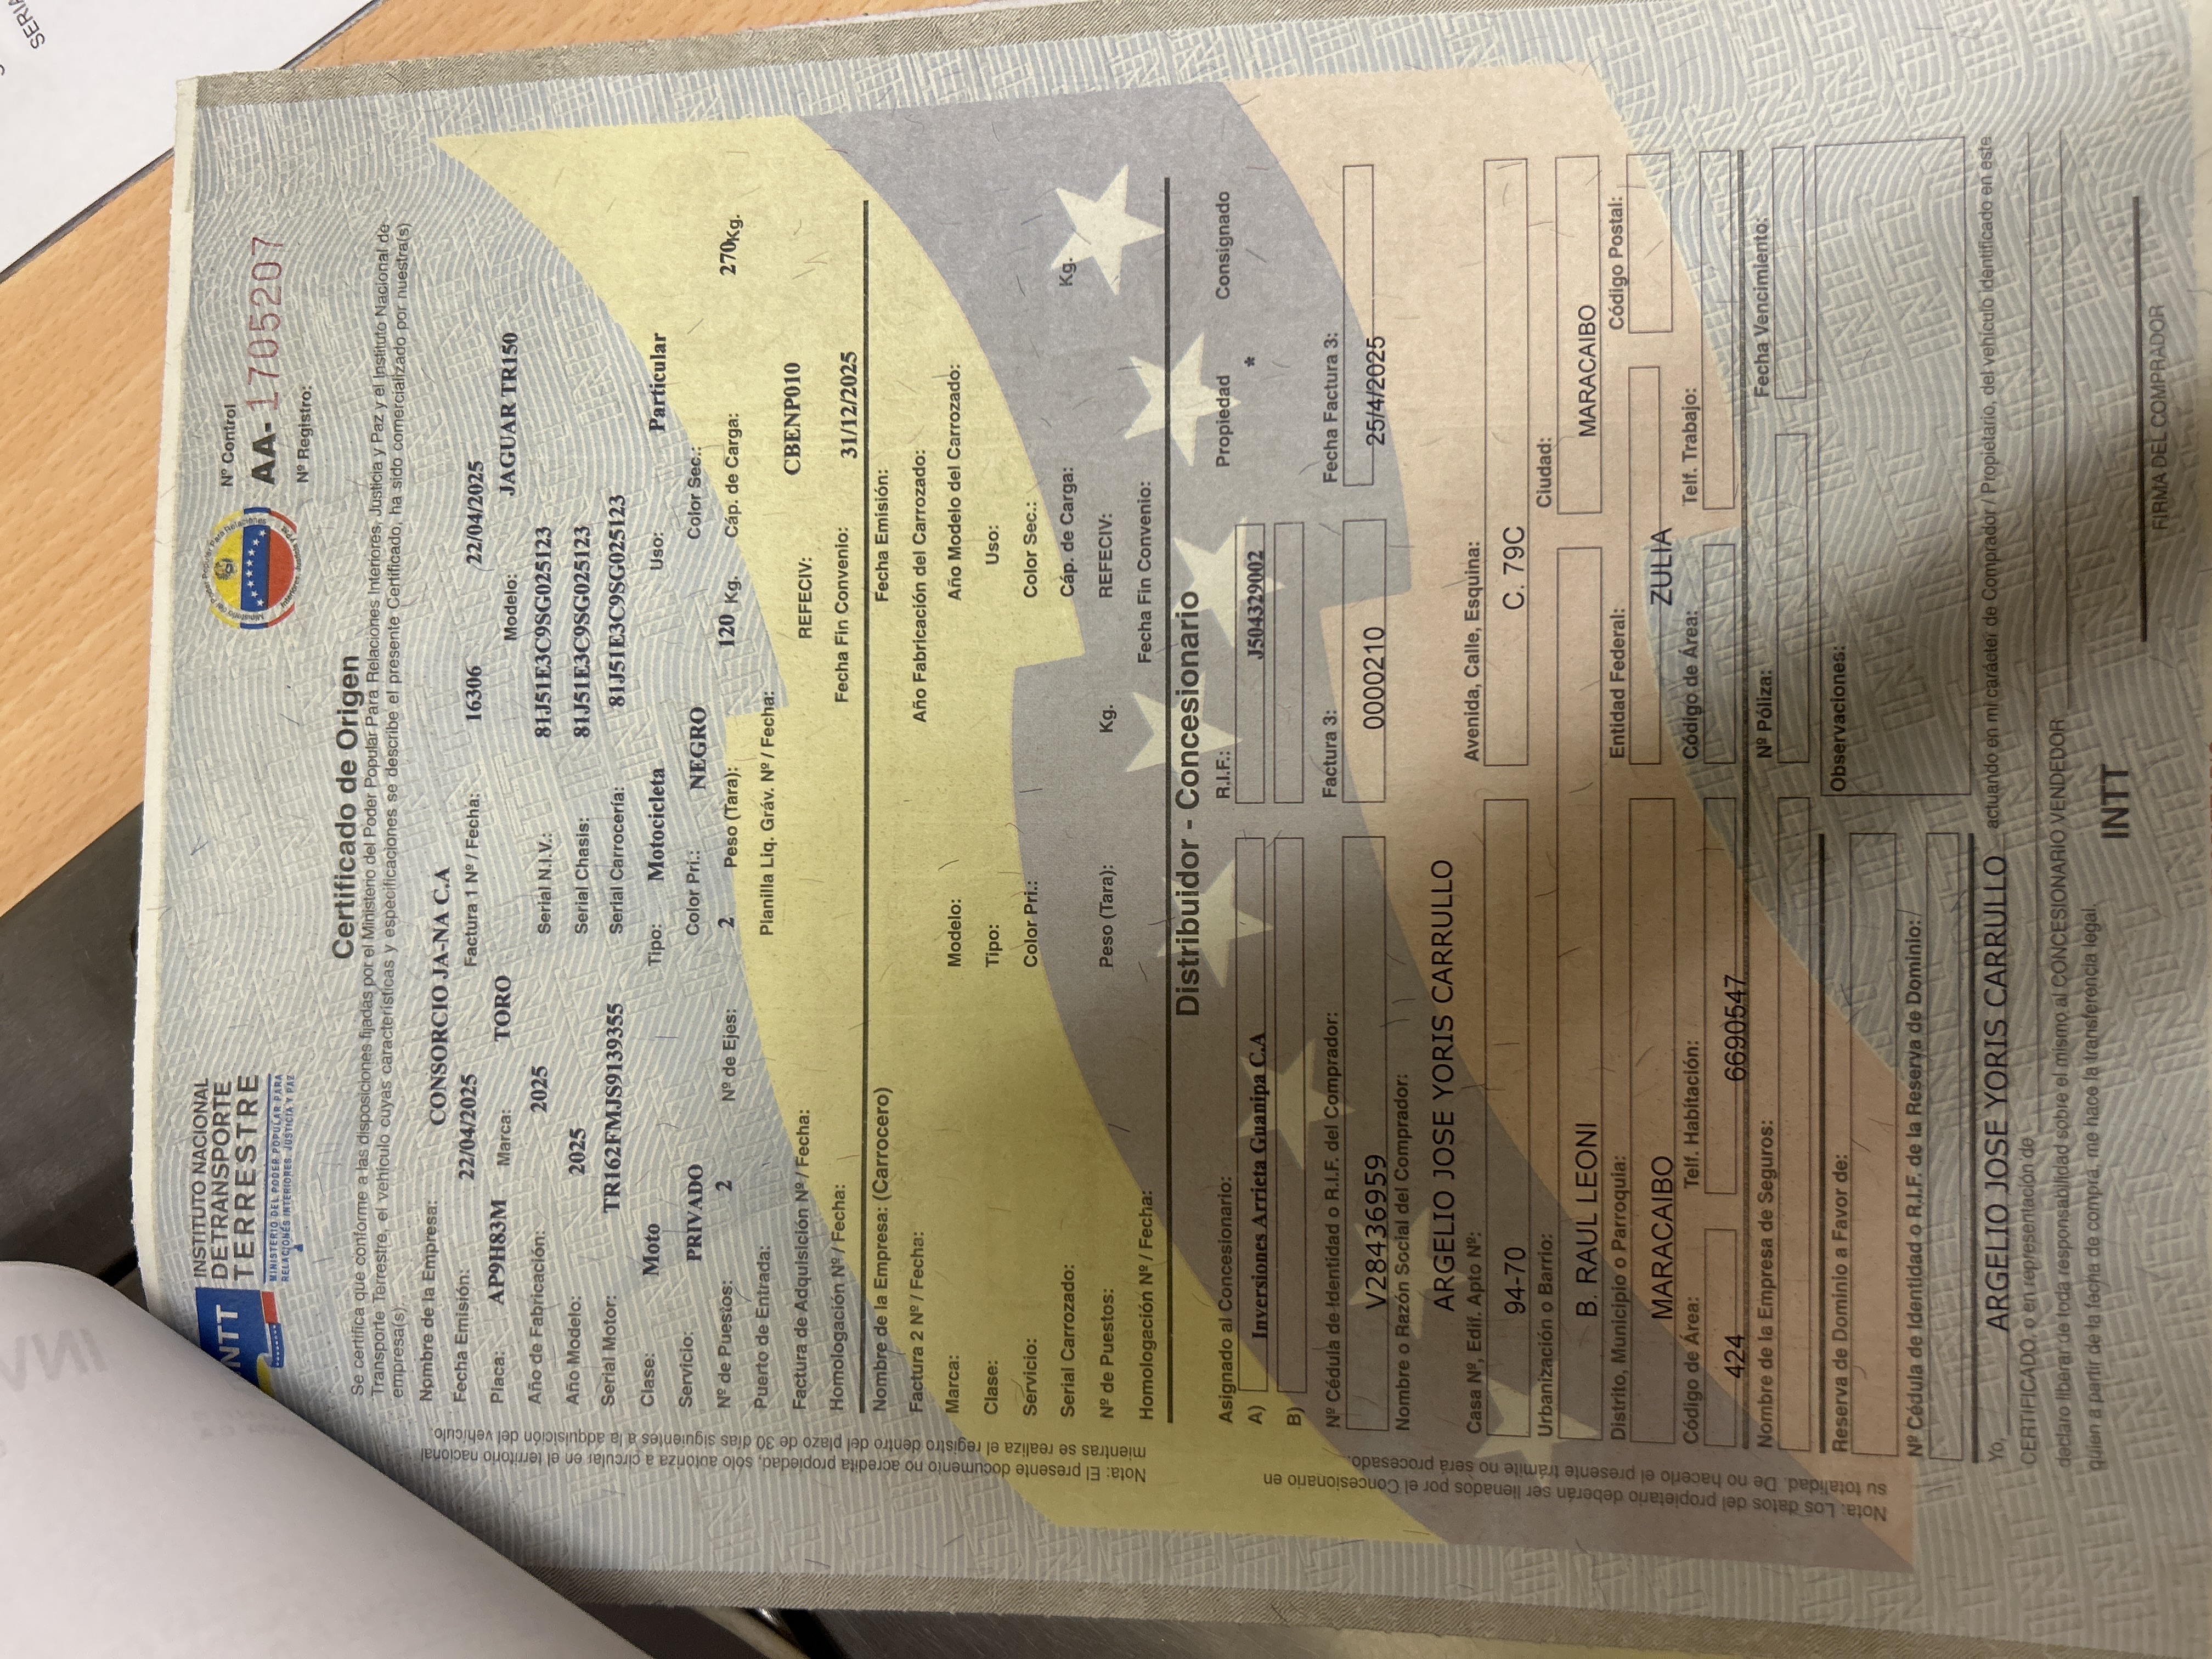 SERIA
INTT
INSTITUTO NACIONAL
DETRANSPORTE
TERRESTRE
MINISTERIO DEL PODER POPULAR PARA
RELACIONES INTERIORES, JUSTICIA Y PAZ
Nº Control
AA- 1705207
Nº Registro:
Certificado de Origen
Se certifica que conforme a las disposiciones fijadas por el Ministerio del Poder Popular Para Relaciones Interiores, Justicia y Paz y el Instituto Nacional de
Transporte Terrestre, el vehículo cuyas características y especificaciones se describe el presente Certificado, ha sido comercializado por nuestra(s)
empresa(s).
Nombre de la Empresa: CONSORCIO JA-NA C.A
Fecha Emisión: 22/04/2025 Factura 1 Nº / Fecha: 16306 22/04/2025
Placa: AP9H83M Marca: TORO Modelo: JAGUAR TR150
Año de Fabricación: 2025 Serial N.I.V.: 81J51E3C9SG025123
Año Modelo: 2025 Serial Chasis: 81J51E3C9SG025123
Serial Motor: TR162FMJS9139355 Serial Carrocería: 81J51E3C9SG025123
Clase: Moto Tipo: Motocicleta Uso: Particular
Servicio: PRIVADO Color Pri.: NEGRO Color Sec.:
Nº de Puestos: 2 Nº de Ejes: 2 Peso (Tara): 120 Kg. Cáp. de Carga: 270Kg.
Puerto de Entrada: Planilla Liq. Gráv. Nº / Fecha:
Factura de Adquisición Nº / Fecha: REFECIV: CBENP010
Homologación Nº / Fecha: Fecha Fin Convenio: 31/12/2025
Nombre de la Empresa: (Carrocero) Fecha Emisión:
Factura 2 Nº / Fecha: Año Fabricación del Carrozado:
Marca: Modelo: Año Modelo del Carrozado:
Clase: Tipo: Uso:
Servicio: Color Pri.: Color Sec.:
Serial Carrozado: Cáp. de Carga: Kg.
Nº de Puestos: Peso (Tara): Kg. REFECIV:
Homologación Nº / Fecha: Fecha Fin Convenio:
Distribuidor - Concesionario
Asignado al Concesionario: R.I.F.: Propiedad Consignado
A) Inversiones Arrieta Guanipa C.A J504329002 *
B)
Nº Cédula de Identidad o R.I.F. del Comprador: Factura 3: Fecha Factura 3:
V28436959 0000210 25/4/2025
Nombre o Razón Social del Comprador:
ARGELIO JOSE YORIS CARRULLO
Casa Nº, Edif. Apto Nº: Avenida, Calle, Esquina:
94-70 C. 79C
Urbanización o Barrio: Ciudad:
B. RAUL LEONI MARACAIBO
Distrito, Municipio o Parroquia: Entidad Federal: Código Postal:
MARACAIBO ZULIA
Código de Área: Telf. Habitación: Código de Área: Telf. Trabajo:
424 6690547
Nombre de la Empresa de Seguros: Nº Póliza: Fecha Vencimiento:
Reserva de Dominio a Favor de: Observaciones:
Nº Cédula de Identidad o R.I.F. de la Reserva de Dominio:
Yo, ARGELIO JOSE YORIS CARRULLO actuando en mi carácter de Comprador / Propietario, del vehículo identificado en este
CERTIFICADO, o en representación de
declaro liberar de toda responsabilidad sobre el mismo al CONCESIONARIO VENDEDOR
quien a partir de la fecha de compra, me hace la transferencia legal.
INTT
FIRMA DEL COMPRADOR
Nota: El presente documento no acredita propiedad, sólo autoriza a circular en el territorio nacional
mientras se realiza el registro dentro del plazo de 30 días siguientes a la adquisición del vehículo.
Nota: Los datos del propietario deberán ser llenados por el Concesionario en
su totalidad. De no hacerlo el presente trámite no será procesado.